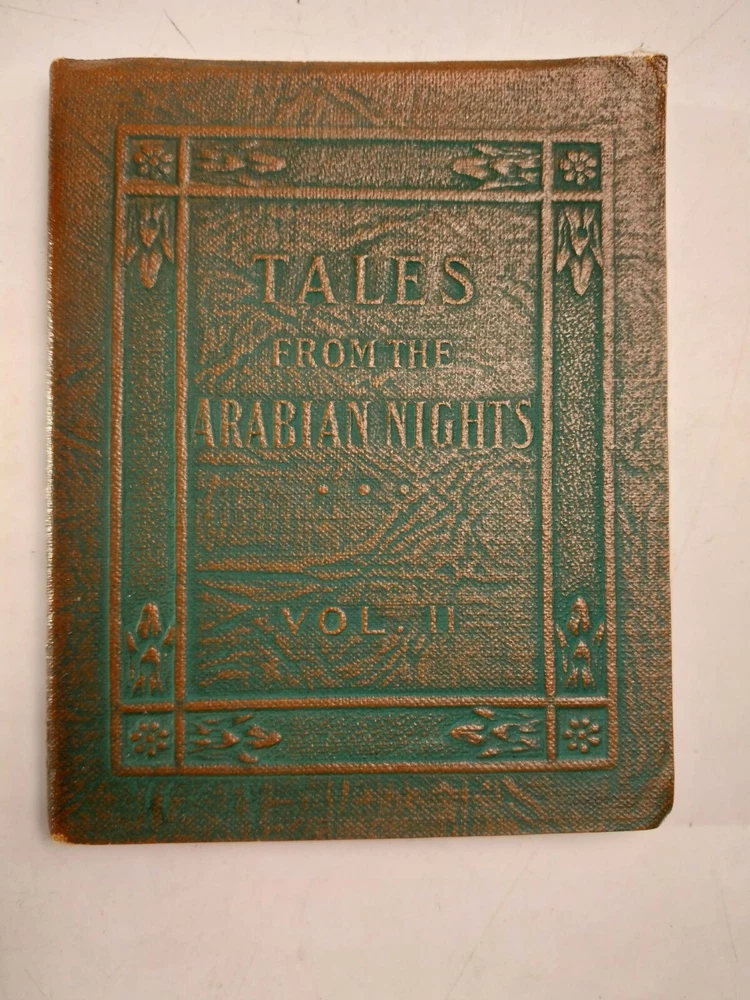 TALES
FROM THE
ARABIAN NIGHTS
VOL. II